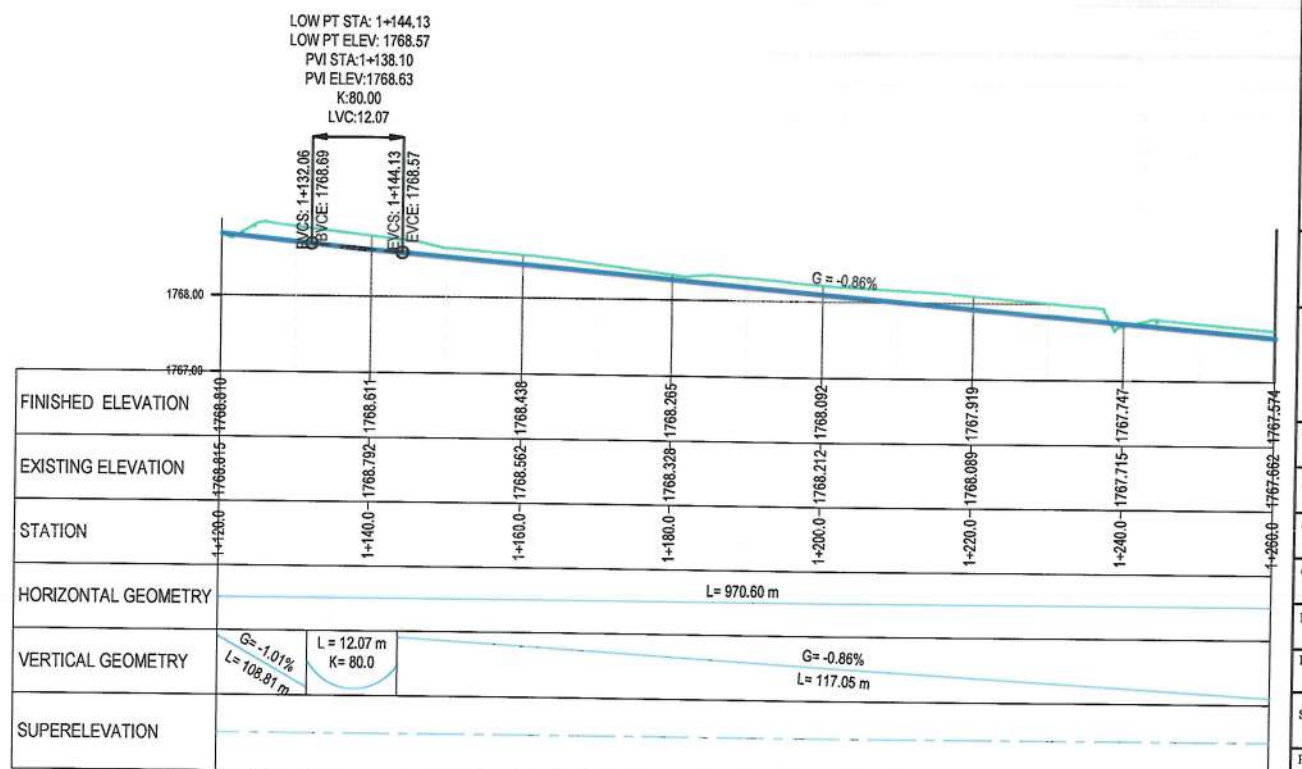 LOW PT STA: 1+144.13
LOW PT ELEV: 1768.57
PVI STA:1+138.10
PVI ELEV:1768.63
K:80.00
LVC:12.07
BVCS: 1+132.06
BVCE: 1768.69
EVCS: 1+144.13
EVCE: 1768.57
G = -0.86%
1768.00
1767.00
FINISHED ELEVATION
1768.810
1768.611
1768.438
1768.265
1768.092
1767.919
1767.747
1767.574
EXISTING ELEVATION
1768.815
1768.792
1768.562
1768.328
1768.212
1768.089
1767.715
1767.662
STATION
1+120.0
1+140.0
1+160.0
1+180.0
1+200.0
1+220.0
1+240.0
1+260.0
HORIZONTAL GEOMETRY
L= 970.60 m
VERTICAL GEOMETRY
G= -1.01%
L= 108.81 m
L = 12.07 m
K= 80.0
G= -0.86%
L= 117.05 m
SUPERELEVATION